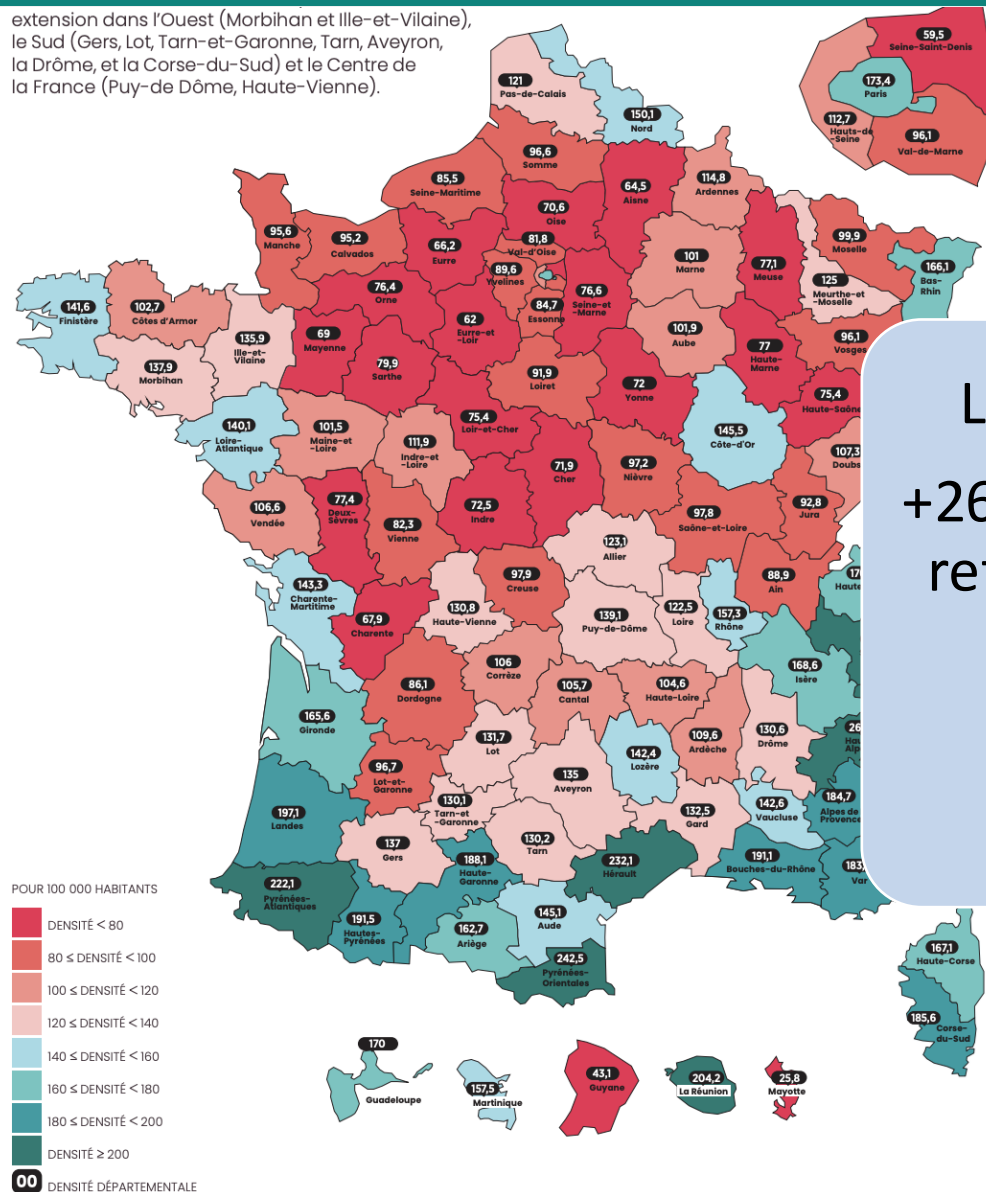 extension dans l'Ouest (Morbihan et Ille-et-Vilaine),
le Sud (Gers, Lot, Tarn-et-Garonne, Tarn, Aveyron,
la Drôme, et la Corse-du-Sud) et le Centre de
la France (Puy-de Dôme, Haute-Vienne).
59,5
Seine-Saint-Denis
173,4
Paris
112,7
Hauts-de
-Seine
96,1
Val-de-Marne
121
Pas-de-Calais
150,1
Nord
96,6
Somme
85,5
Seine-Maritime
70,6
Oise
64,5
Aisne
114,8
Ardennes
95,6
Manche
95,2
Calvados
66,2
Eurre
81,8
Val-d'Oise
89,6
Yvelines
101
Marne
77,1
Meuse
99,9
Moselle
125
Meurthe-et
-Moselle
166,1
Bas-
Rhin
141,6
Finistère
102,7
Côtes d'Armor
135,9
Ille-et-
Vilaine
137,9
Morbihan
76,4
Orne
69
Mayenne
79,9
Sarthe
62
Eurre-et
-Loir
84,7
Essonne
76,6
Seine-et
-Marne
101,9
Aube
77
Haute-
Marne
96,1
Vosges
91,9
Loiret
72
Yonne
75,4
Haute-Saône
140,1
Loire-
Atlantique
101,5
Maine-et
-Loire
111,9
Indre-et
-Loire
75,4
Loir-et-Cher
145,5
Côte-d'Or
107,3
Doubs
106,6
Vendée
77,4
Deux-
Sèvres
82,3
Vienne
72,5
Indre
71,9
Cher
97,2
Nièvre
97,8
Saône-et-Loire
92,8
Jura
143,3
Charente-
Martitime
67,9
Charente
130,8
Haute-Vienne
97,9
Creuse
123,1
Allier
139,1
Puy-de-Dôme
122,5
Loire
157,3
Rhône
88,9
Ain
17
Haute
168,6
Isère
165,6
Gironde
86,1
Dordogne
106
Corrèze
105,7
Cantal
104,6
Haute-Loire
109,6
Ardèche
130,6
Drôme
26
Hau
Alp
96,7
Lot-et-
Garonne
131,7
Lot
135
Aveyron
142,4
Lozère
132,5
Gard
142,6
Vaucluse
184,7
Alpes de
Provence
197,1
Landes
137
Gers
130,1
Tarn-et
-Garonne
130,2
Tarn
188,1
Haute-
Garonne
232,1
Hérault
191,1
Bouches-du-Rhône
183,
Var
222,1
Pyrénées-
Atlantiques
191,5
Hautes-
Pyrénées
162,7
Ariège
145,1
Aude
242,5
Pyrénées-
Orientales
167,1
Haute-Corse
185,6
Corse-
du-Sud
L
+26
ret
POUR 100 000 HABITANTS
DENSITÉ < 80
80 ≤ DENSITÉ < 100
100 ≤ DENSITÉ < 120
120 ≤ DENSITÉ < 140
140 ≤ DENSITÉ < 160
160 ≤ DENSITÉ < 180
180 ≤ DENSITÉ < 200
DENSITÉ ≥ 200
00 DENSITÉ DÉPARTEMENTALE
170
Guadeloupe
157,5
Martinique
43,1
Guyane
204,2
La Réunion
25,8
Mayotte